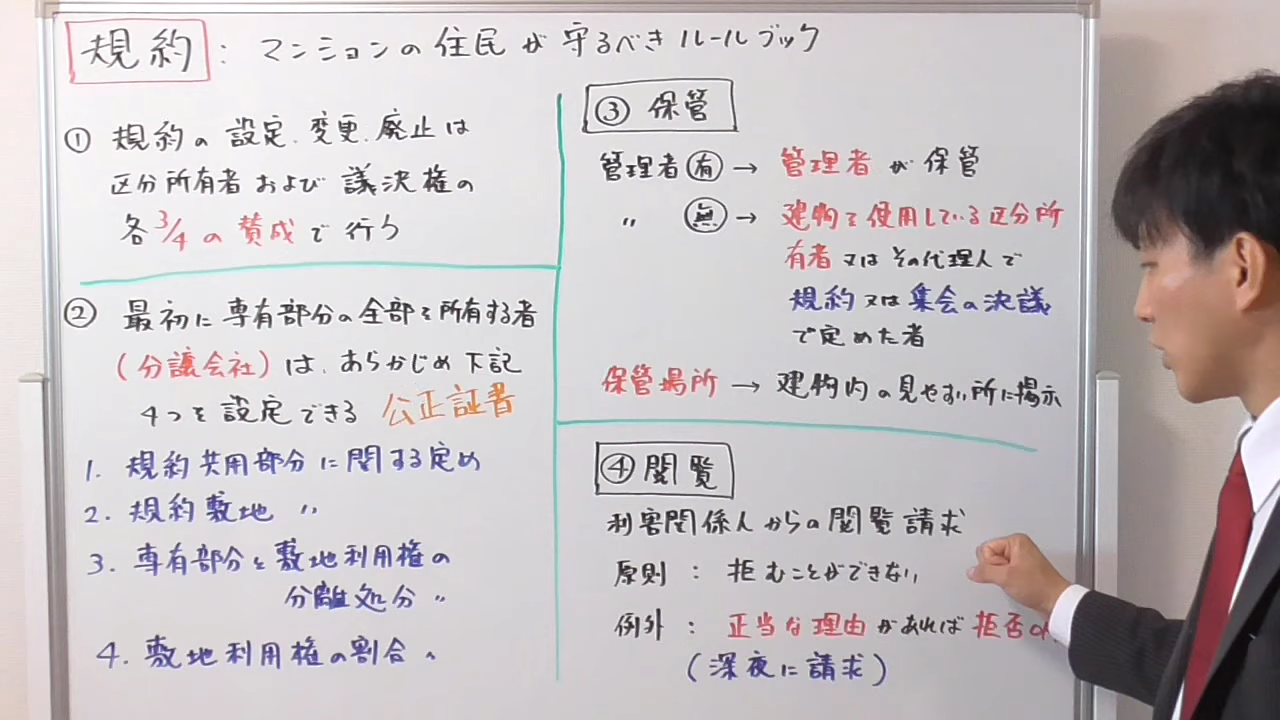 規約 : マンションの住民が守るべきルールブック
① 規約の設定、変更、廃止は
区分所有者および議決権の
各3/4の賛成で行う
② 最初に専有部分の全部を所有する者
(分譲会社)は、あらかじめ下記
4つを設定できる 公正証書
1. 規約共用部分に関する定め
2. 規約敷地 〃
3. 専有部分と敷地利用権の
分離処分 〃
4. 敷地利用権の割合 〃
③ 保管
管理者 有 → 管理者が保管
〃 無 → 建物を使用している区分所
有者又はその代理人で
規約又は集会の決議
で定めた者
保管場所 → 建物内の見やすい所に掲示
④ 閲覧
利害関係人からの閲覧請求
原則 : 拒むことができない
例外 : 正当な理由があれば拒否OK
(深夜に請求)